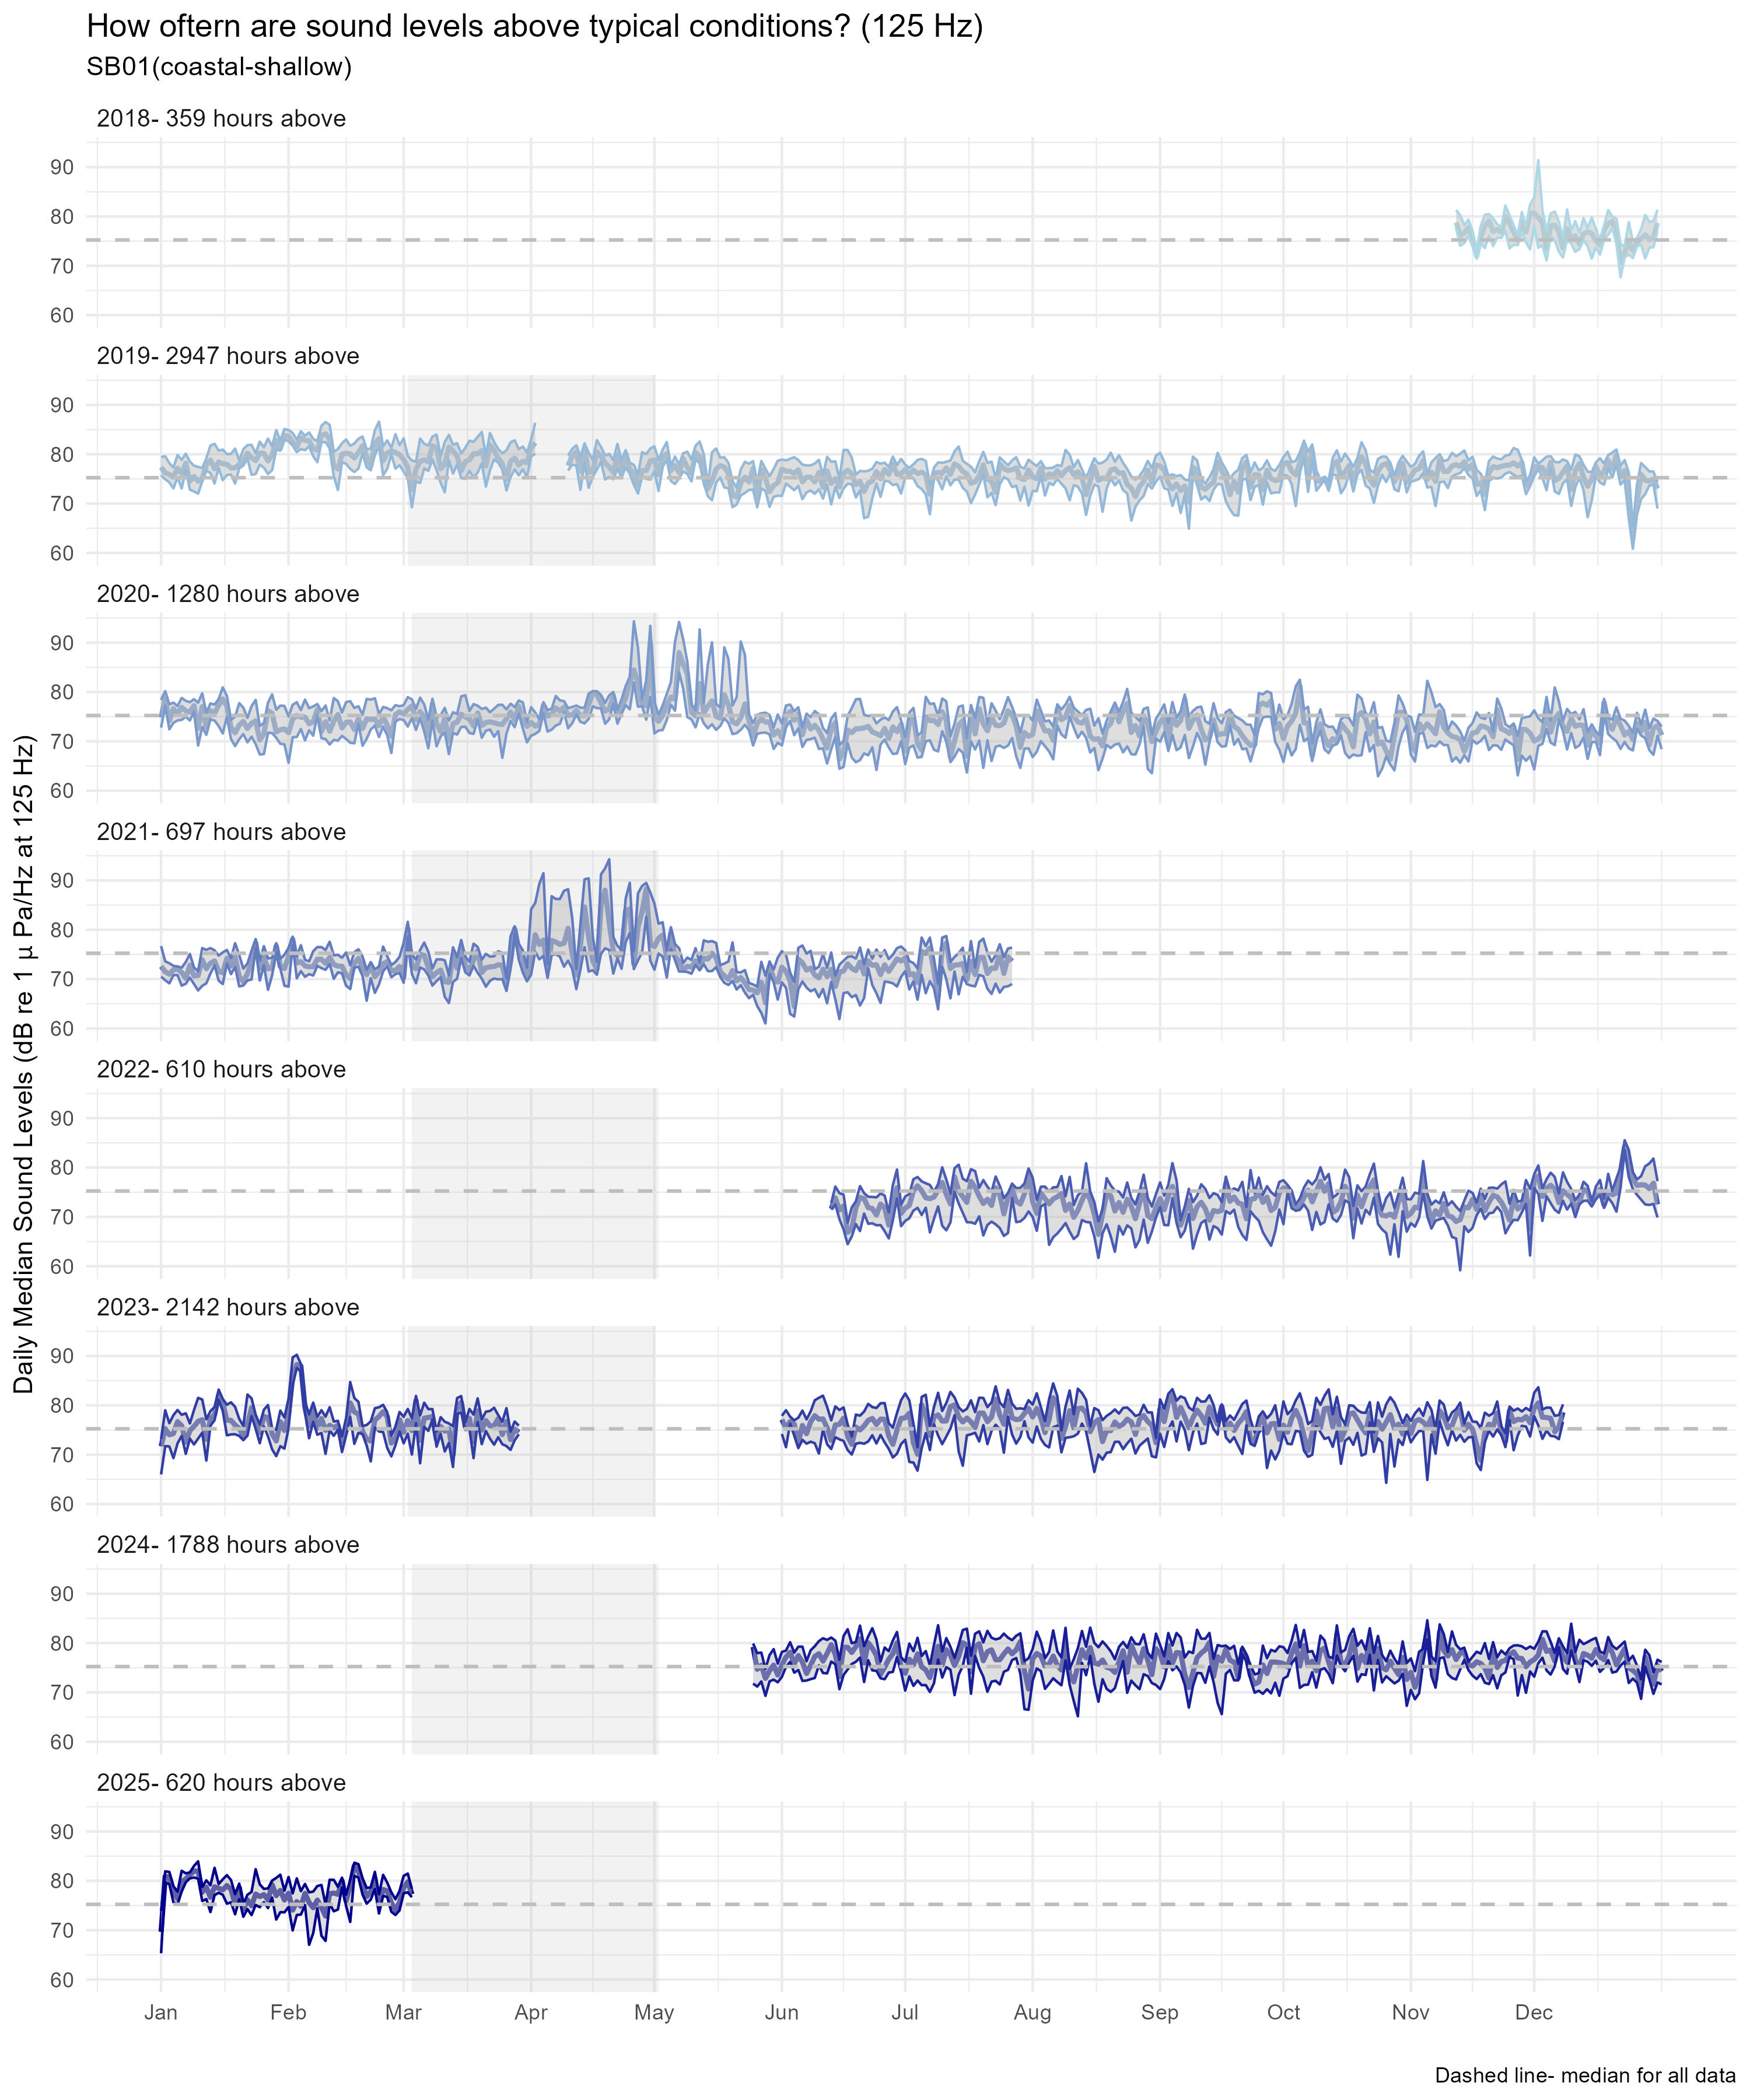 How oftern are sound levels above typical conditions? (125 Hz)
SB01(coastal-shallow)
Daily Median Sound Levels (dB re 1 μ Pa/Hz at 125 Hz)
2018- 359 hours above
90
80
70
60
2019- 2947 hours above
90
80
70
60
2020- 1280 hours above
90
80
70
60
2021- 697 hours above
90
80
70
60
2022- 610 hours above
90
80
70
60
2023- 2142 hours above
90
80
70
60
2024- 1788 hours above
90
80
70
60
2025- 620 hours above
90
80
70
60
Jan Feb Mar Apr May Jun Jul Aug Sep Oct Nov Dec
Dashed line- median for all data